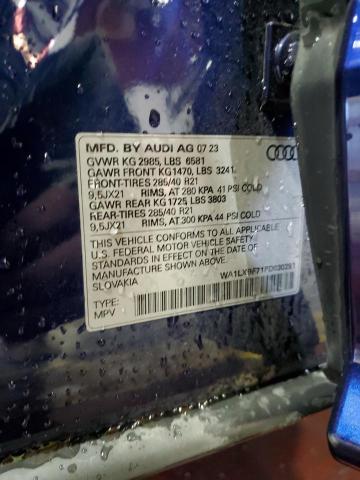 MFD. BY AUDI AG 07 23
GVWR KG 2985, LBS 6581
GAWR FRONT KG1470, LBS 3241,
FRONT-TIRES 285/40 R21
9,5JX21 RIMS, AT 280 KPA 41 PSI COLD
GAWR REAR KG 1725 LBS 3803
REAR-TIRES 285/40 R21
9,5JX21 RIMS, AT 300 KPA 44 PSI COLD
THIS VEHICLE CONFORMS TO ALL APPLICABLE
U.S. FEDERAL MOTOR VEHICLE SAFETY
STANDARDS IN EFFECT ON THE DATE OF
MANUFACTURE SHOWN ABOVE
SLOVAKIA
TYPE:
MPV